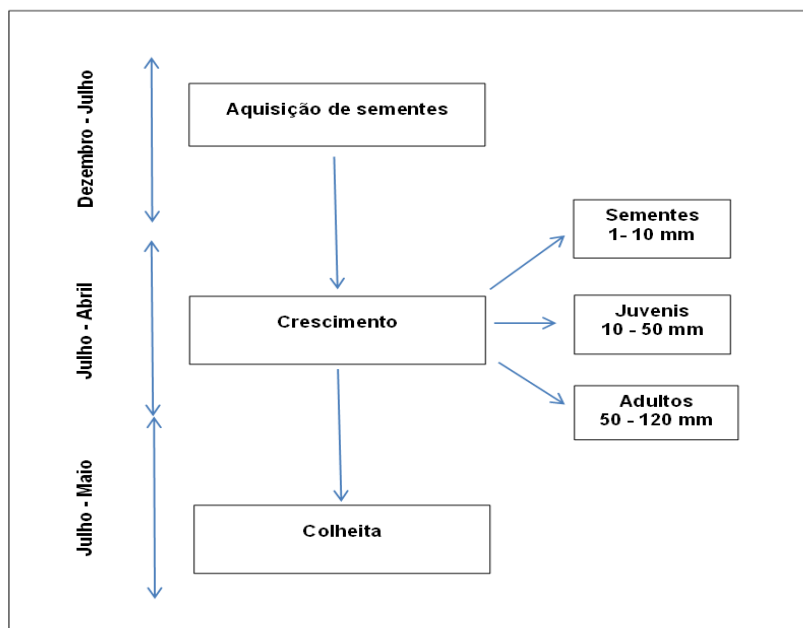 Dezembro - Julho
Aquisição de sementes
Sementes
1- 10 mm
Julho - Abril
Crescimento
Juvenis
10 - 50 mm
Adultos
50 - 120 mm
Julho - Maio
Colheita